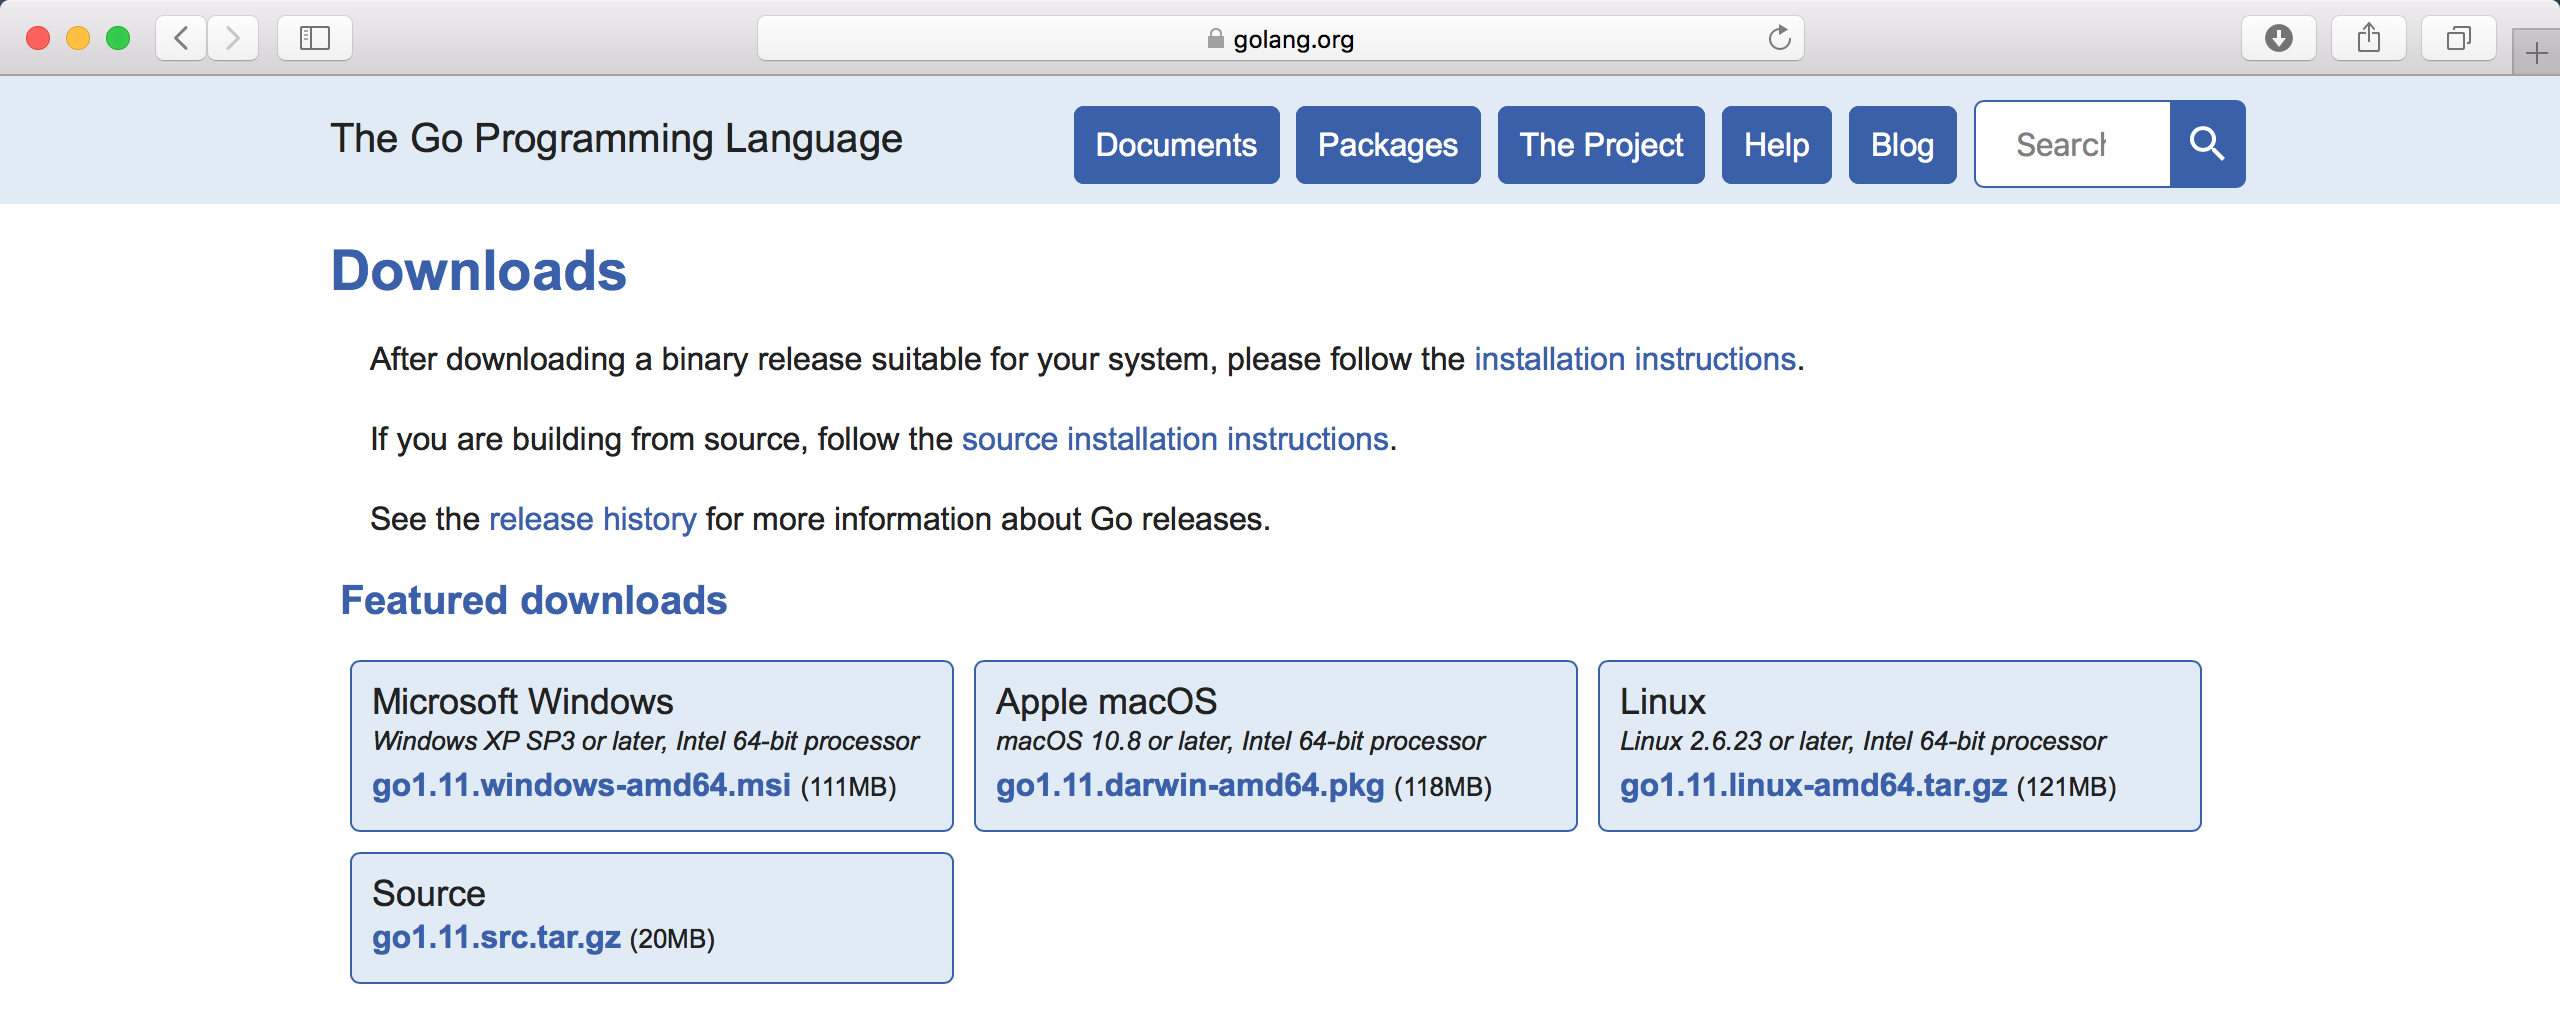 golang.org
The Go Programming Language
Documents
Packages
The Project
Help
Blog
Search
Downloads
After downloading a binary release suitable for your system, please follow the installation instructions.
If you are building from source, follow the source installation instructions.
See the release history for more information about Go releases.
Featured downloads
Microsoft Windows
Windows XP SP3 or later, Intel 64-bit processor
go1.11.windows-amd64.msi (111MB)
Apple macOS
macOS 10.8 or later, Intel 64-bit processor
go1.11.darwin-amd64.pkg (118MB)
Linux
Linux 2.6.23 or later, Intel 64-bit processor
go1.11.linux-amd64.tar.gz (121MB)
Source
go1.11.src.tar.gz (20MB)